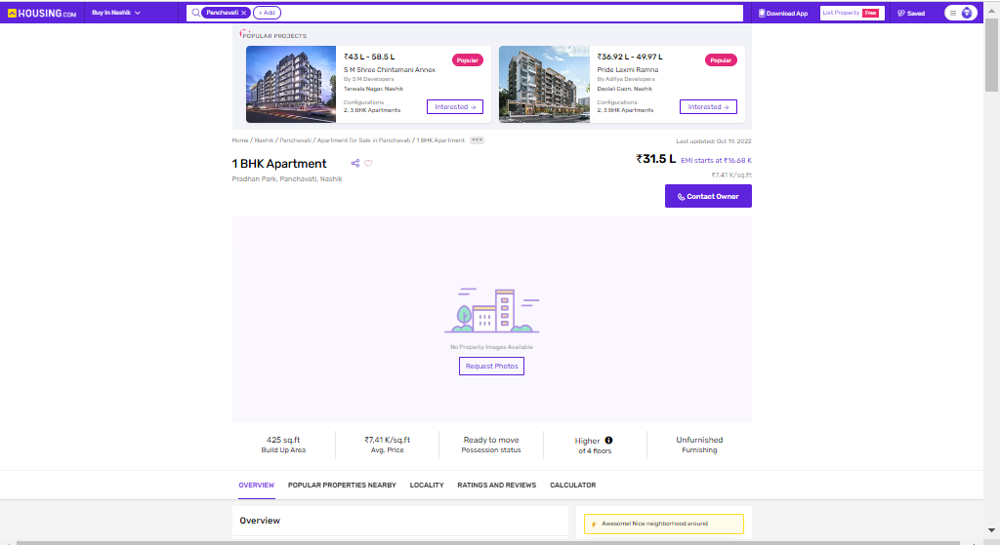 HOUSING.COM
Buy In Nashik
Panchavati ×
+ Add
Download App
List Property Free
Saved
POPULAR PROJECTS
₹43 L - 58.5 L
Popular
S M Shree Chintamani Annex
By S M Developers
Tarwala Nagar, Nashik
Configurations
2, 3 BHK Apartments
Interested →
₹36.92 L - 49.97 L
Popular
Pride Laxmi Ramna
By Aditya Developers
Deolali Gaon, Nashik
Configurations
2, 3 BHK Apartments
Interested →
Home / Nashik / Panchavati / Apartment for Sale in Panchavati / 1 BHK Apartment
Last updated: Oct 19, 2022
1 BHK Apartment
₹31.5 L EMI starts at ₹16.68 K
Pradhan Park, Panchavati, Nashik
₹7.41 K/sq.ft
Contact Owner
No Property Images Available
Request Photos
425 sq.ft
Build Up Area
₹7.41 K/sq.ft
Avg. Price
Ready to move
Possession status
Higher
of 4 floors
Unfurnished
Furnishing
OVERVIEW POPULAR PROPERTIES NEARBY LOCALITY RATINGS AND REVIEWS CALCULATOR
Overview
Awesome! Nice neighborhood around